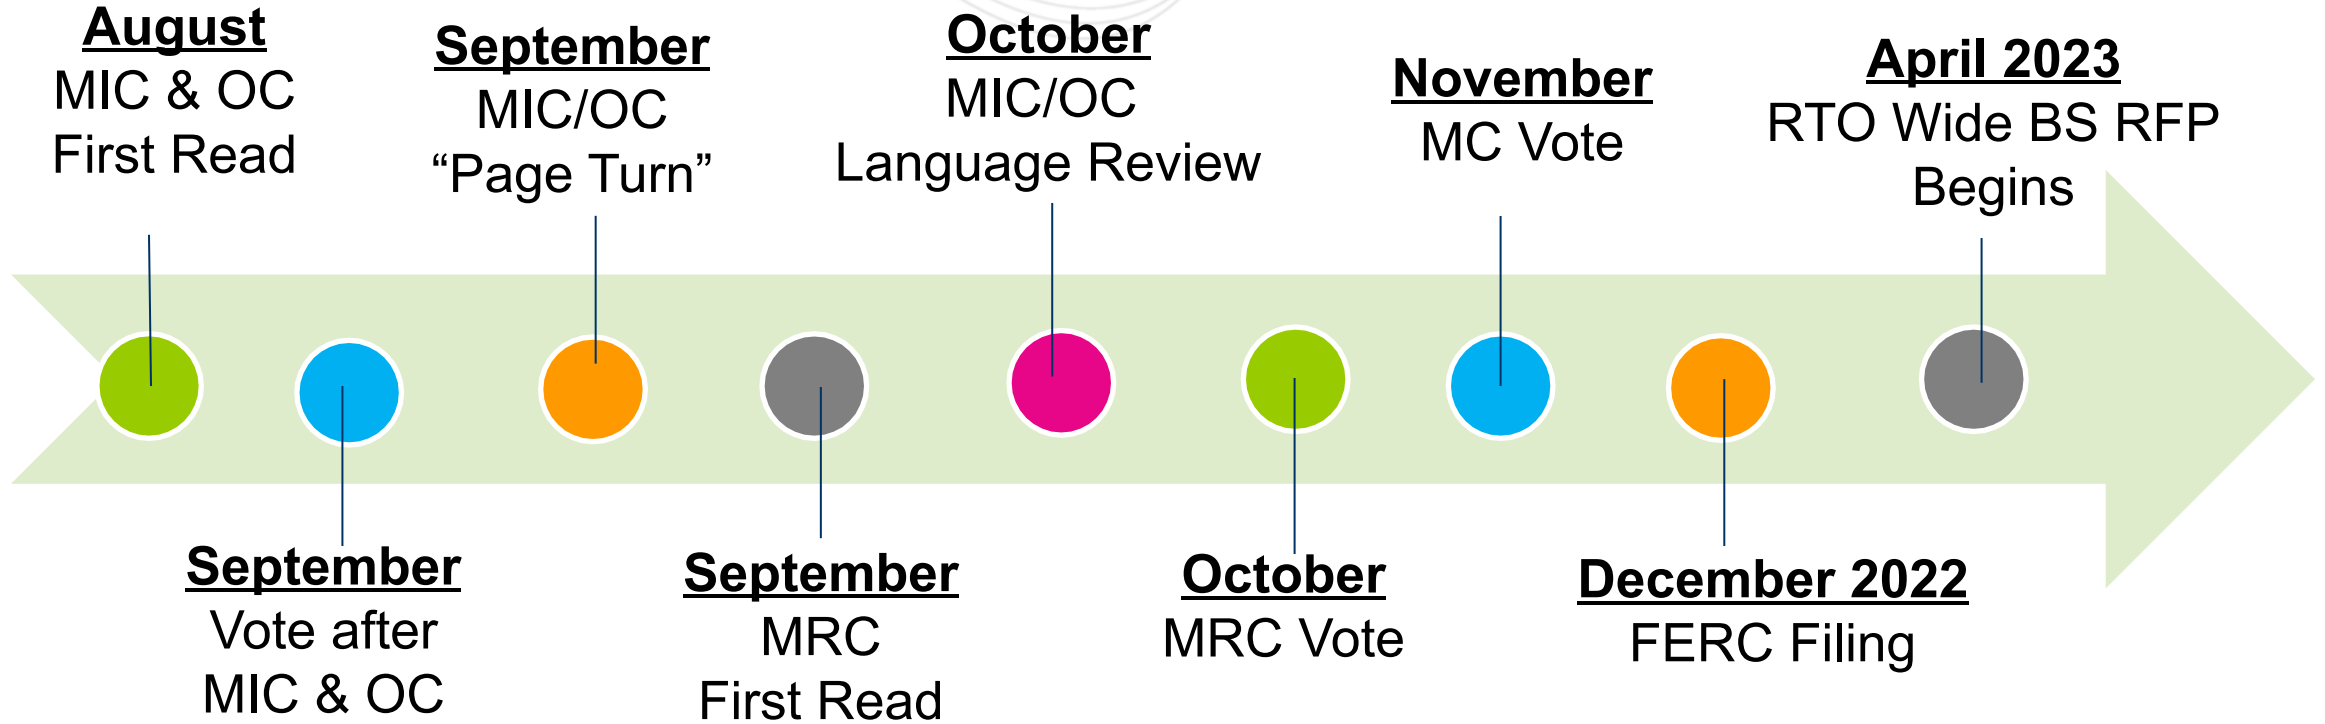 August
MIC & OC
First Read
September
Vote after
MIC & OC
September
MIC/OC
“Page Turn”
September
MRC
First Read
October
MIC/OC
Language Review
October
MRC Vote
November
MC Vote
December 2022
FERC Filing
April 2023
RTO Wide BS RFP
Begins